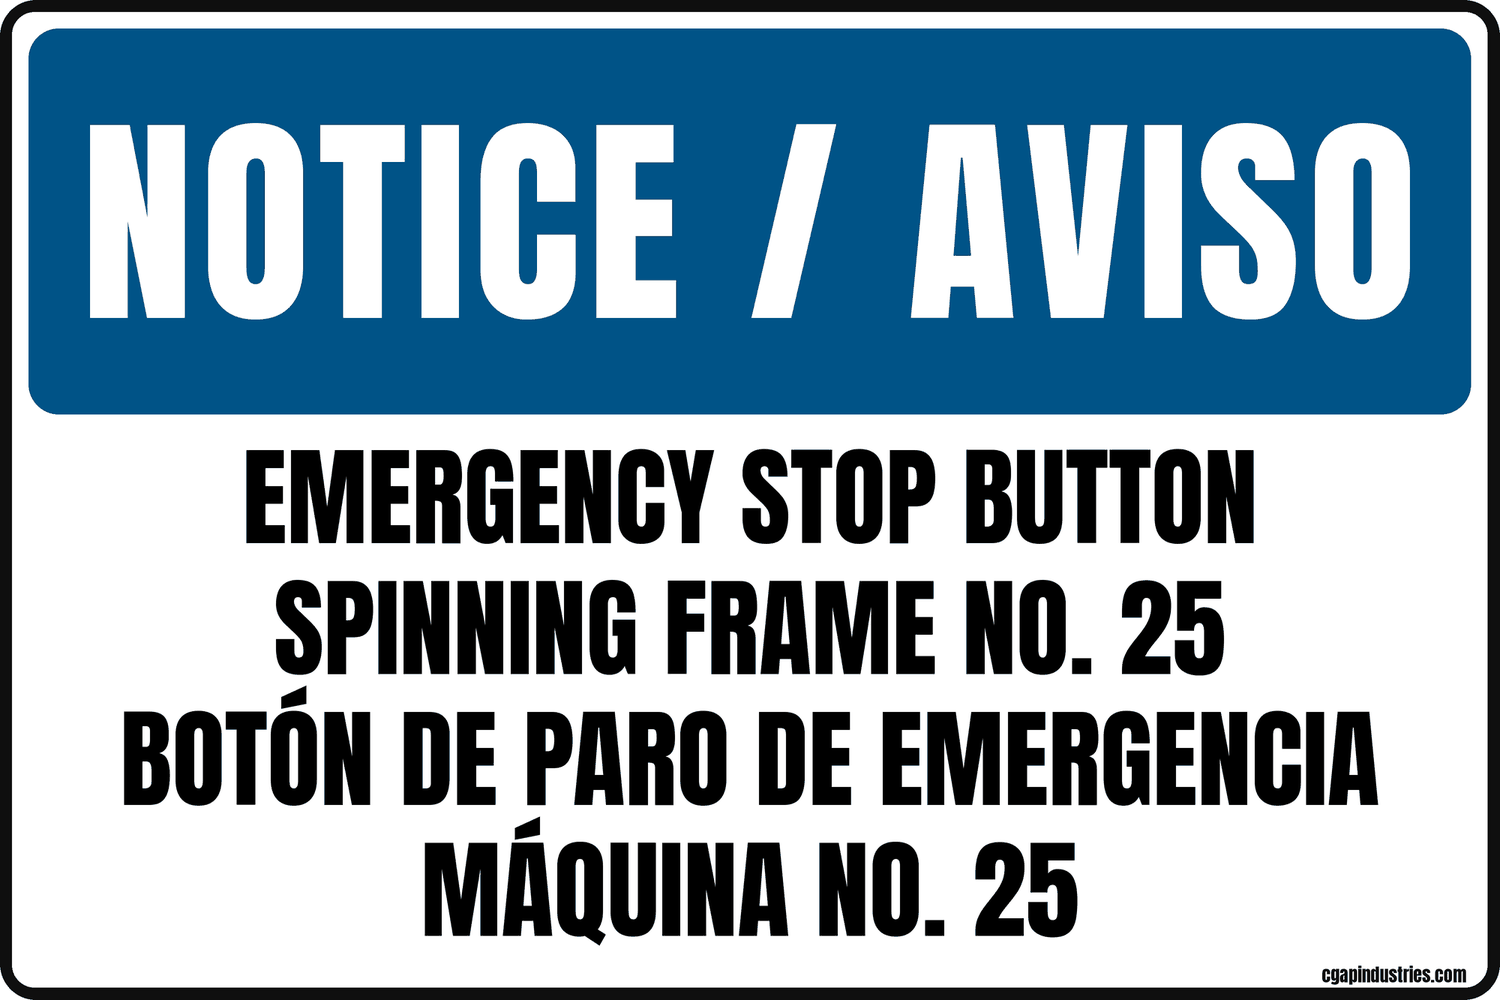 NOTICE / AVISO
EMERGENCY STOP BUTTON
SPINNING FRAME NO. 25
BOTÓN DE PARO DE EMERGENCIA
MÁQUINA NO. 25
cgapindustries.com